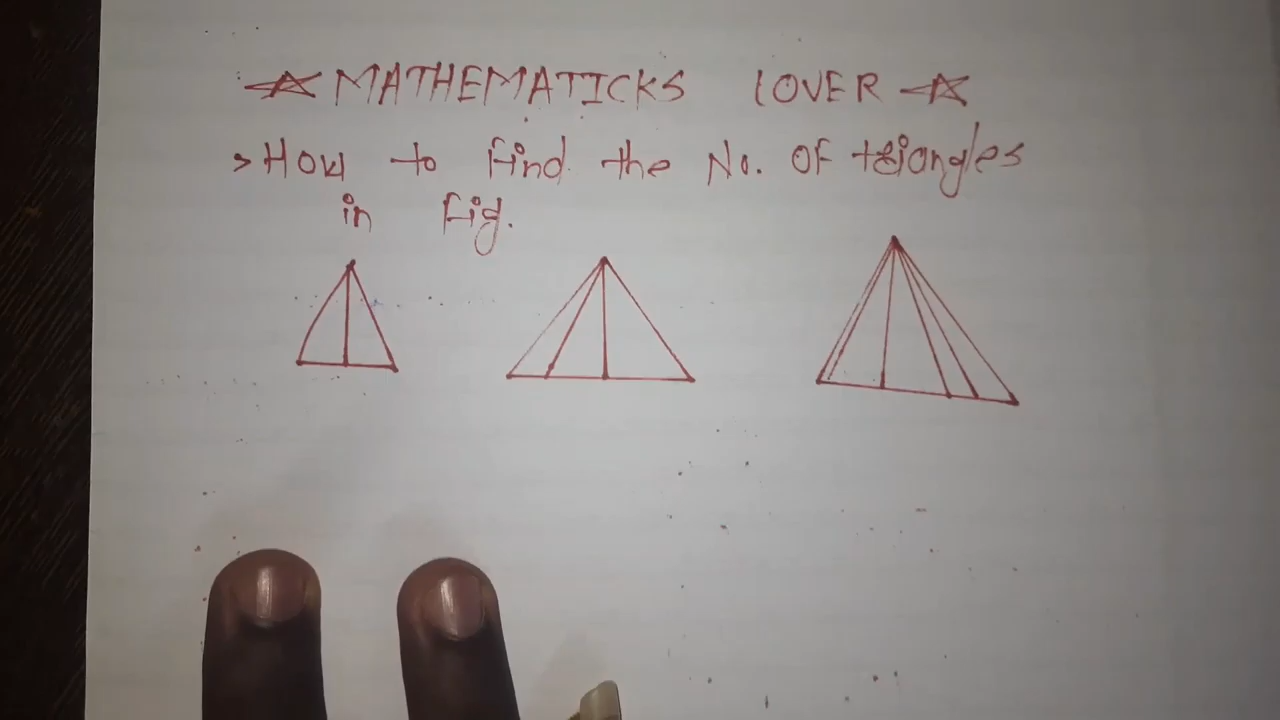 MATHEMATICKS LOVER
> How to find the No. OF triangles
in fig.